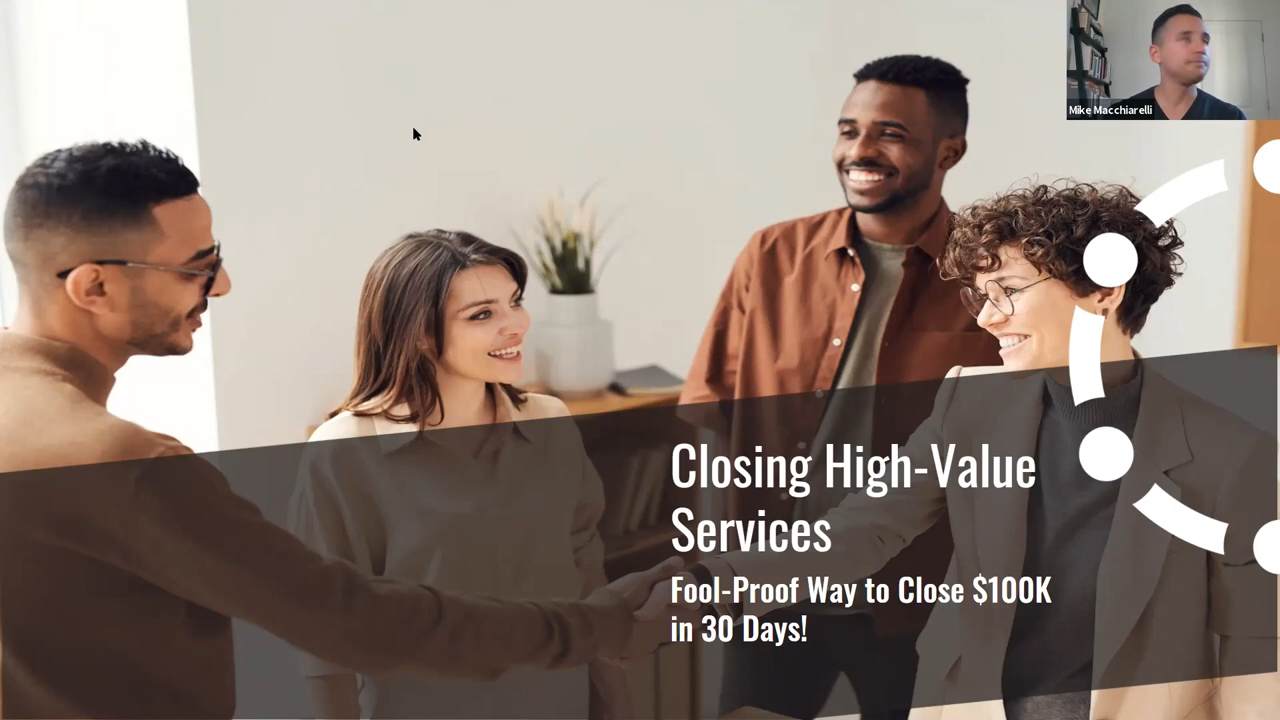 Mike Macchiarelli
Closing High-Value
Services
Fool-Proof Way to Close $100K
in 30 Days!